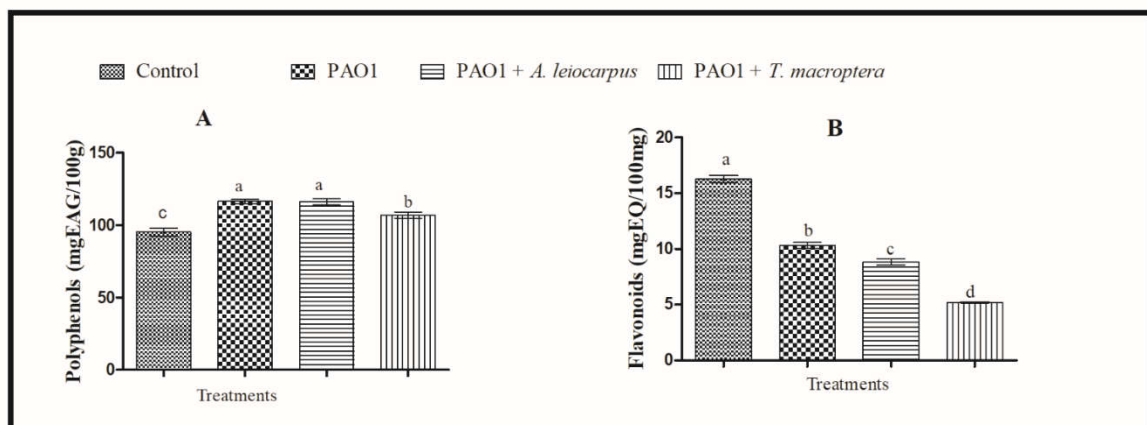 Control PAO1 PAO1 + A. leiocarpus PAO1 + T. macroptera
A
Polyphenols (mgEAG/100g)
150
100
50
0
c a a b
Treatments
B
Flavonoids (mgEQ/100mg)
20
15
10
5
0
a
b
c
d
Treatments